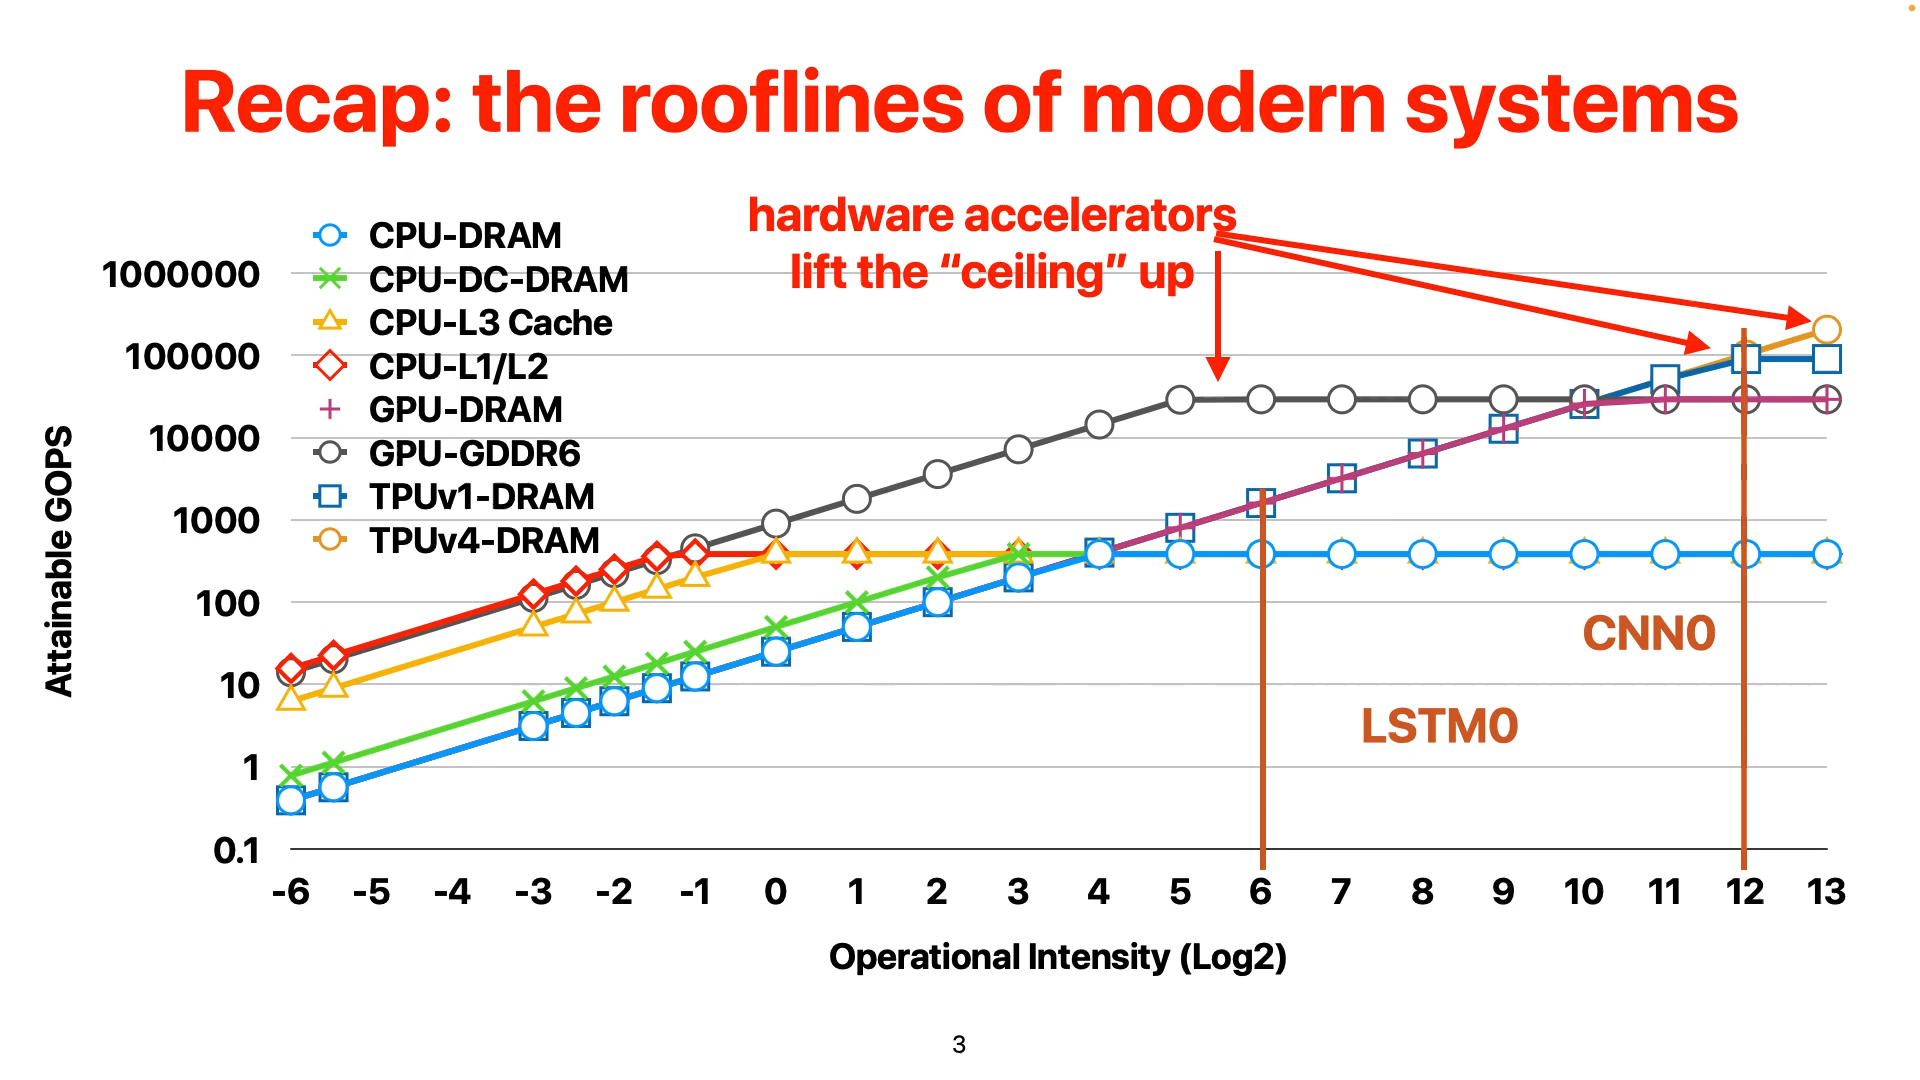 Recap: the rooflines of modern systems
hardware accelerators
lift the “ceiling” up
CPU-DRAM
CPU-DC-DRAM
CPU-L3 Cache
CPU-L1/L2
GPU-DRAM
GPU-GDDR6
TPUv1-DRAM
TPUv4-DRAM
Attainable GOPS
1000000
100000
10000
1000
100
10
1
0.1
CNN0
LSTM0
-6 -5 -4 -3 -2 -1 0 1 2 3 4 5 6 7 8 9 10 11 12 13
Operational Intensity (Log2)
3